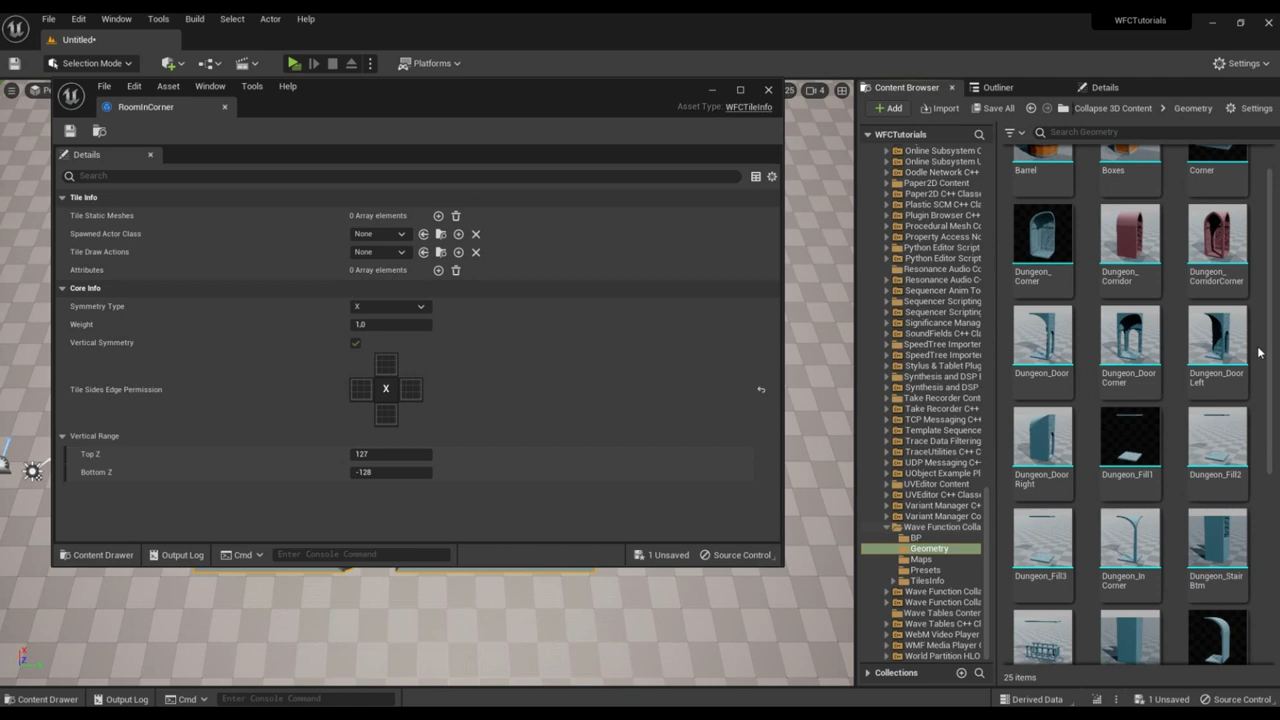 File Edit Window Tools Build Select Actor Help
WFCTutorials
Untitled*
Selection Mode
Platforms
Settings
File Edit Asset Window Tools Help
RoomInCorner
Asset Type: WFCTileInfo
Details
Search
Tile Info
Tile Static Meshes 0 Array elements
Spawned Actor Class None
Tile Draw Actions None
Attributes 0 Array elements
Core Info
Symmetry Type X
Weight 1,0
Vertical Symmetry
X
Tile Sides Edge Permission
Vertical Range
Top Z 127
Bottom Z -128
Content Drawer Output Log Cmd Enter Console Command 1 Unsaved Source Control
25
4
Content Browser Outliner Details
Add Import Save All Collapse 3D Content Geometry Settings
WFCTutorials
Search Geometry
Online Subsystem C
Online Subsystem U
Oodle Network C++
Paper2D Content
Paper2D C++ Classe
Plastic SCM C++ Cla
Plugin Browser C++
Procedural Mesh Co
Property Access No
Python Editor Script
Python Editor Script
Resonance Audio Co
Resonance Audio C
Sequencer Anim To
Sequencer Scripting
Sequencer Scripting
Significance Manag
SoundFields C++ Cl
SpeedTree Importer
SpeedTree Importer
Stylus & Tablet Plug
Synthesis and DSP P
Synthesis and DSP
Take Recorder Cont
Take Recorder C++
TCP Messaging C++
Template Sequence
Trace Data Filtering
TraceUtilities C++ Cl
UDP Messaging C++
UObject Example Pl
UVEditor Content
UVEditor C++ Classe
Variant Manager Co
Variant Manager Co
Wave Function Colla
BP
Geometry
Maps
Presets
TilesInfo
Wave Function Colla
Wave Function Colla
Wave Tables Conten
Wave Tables C++ Cl
WebM Video Player
WMF Media Player C
World Partition HLO
Collections
Barrel
Boxes
Corner
Dungeon_
Corner
Dungeon_
Corridor
Dungeon_
CorridorCorner
Dungeon_Door
Dungeon_Door
Corner
Dungeon_Door
Left
Dungeon_Door
Right
Dungeon_Fill1
Dungeon_Fill2
Dungeon_Fill3
Dungeon_In
Corner
Dungeon_Stair
Btm
25 items
Content Drawer Output Log Cmd Enter Console Command
Derived Data 1 Unsaved Source Control